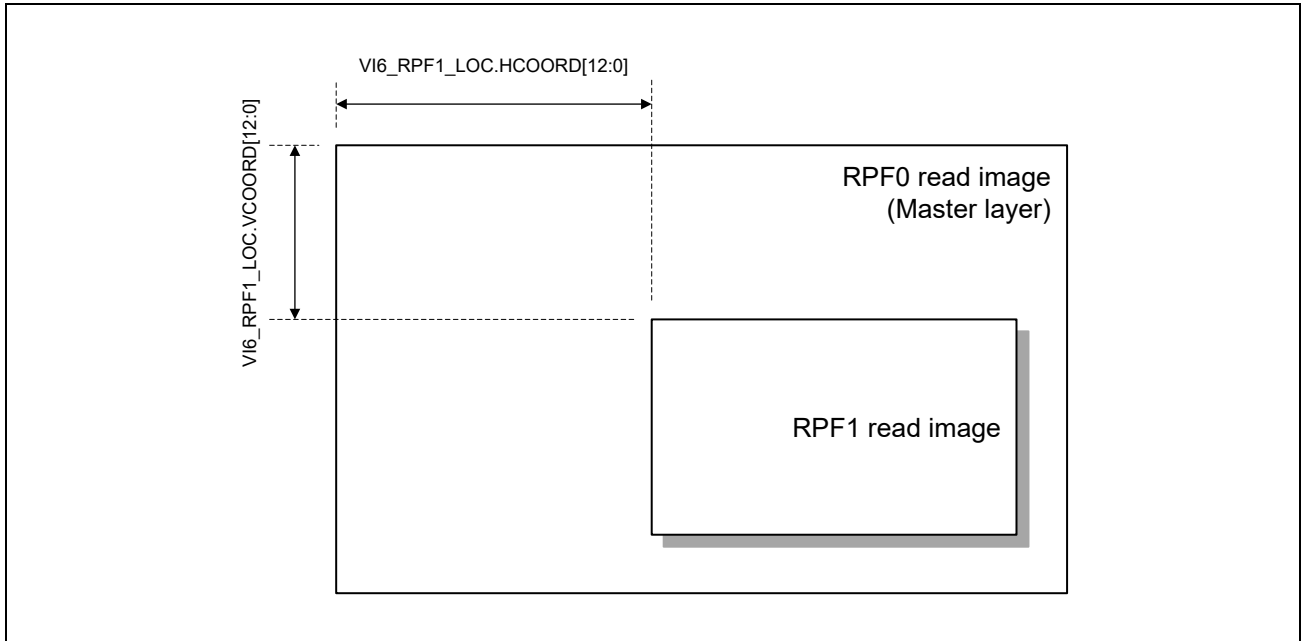 VI6_RPF1_LOC.HCOORD[12:0]
VI6_RPF1_LOC.VCOORD[12:0]
RPF0 read image
(Master layer)
RPF1 read image